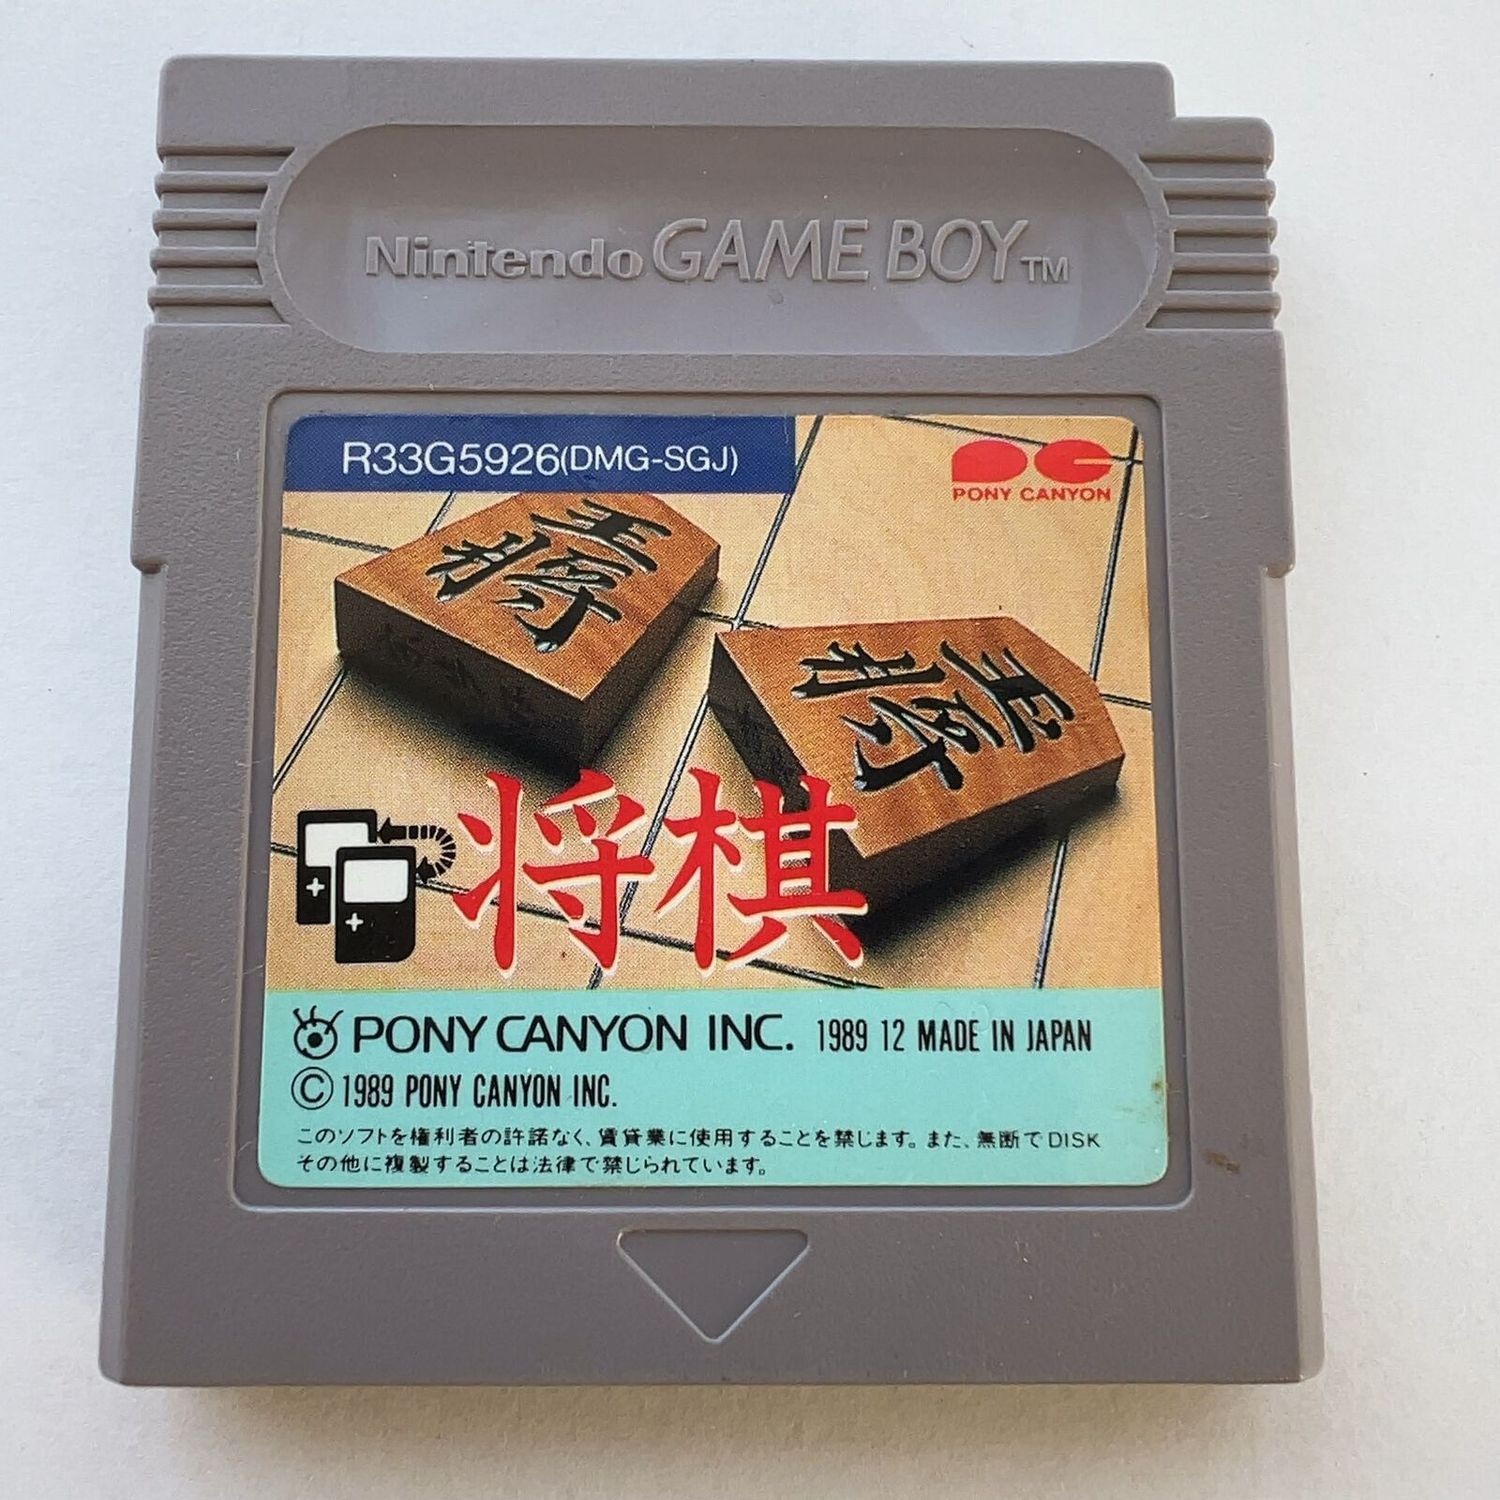 Nintendo GAME BOY TM
R33G5926(DMG-SGJ)
PONY CANYON
王将
玉将
将棋
PONY CANYON INC. 1989 12 MADE IN JAPAN
© 1989 PONY CANYON INC.
このソフトを権利者の許諾なく、賃貸業に使用することを禁じます。また、無断でDISK
その他に複製することは法律で禁じられています。